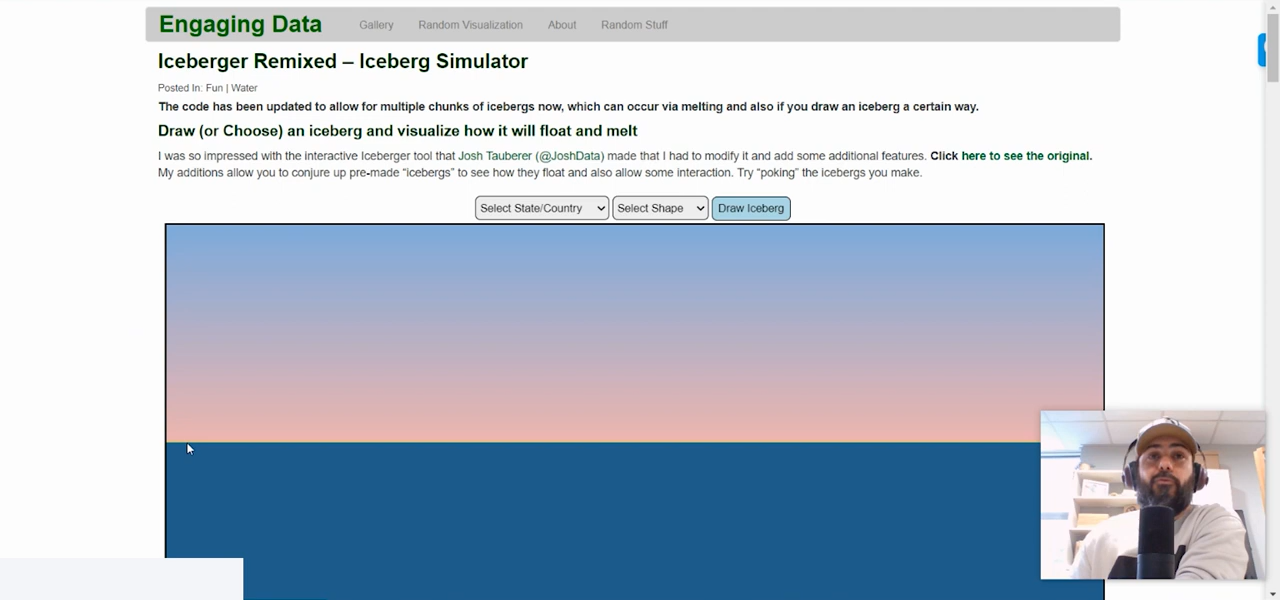 Engaging Data
Gallery
Random Visualization
About
Random Stuff
Iceberger Remixed – Iceberg Simulator
Posted In: Fun | Water
The code has been updated to allow for multiple chunks of icebergs now, which can occur via melting and also if you draw an iceberg a certain way.
Draw (or Choose) an iceberg and visualize how it will float and melt
I was so impressed with the interactive Iceberger tool that Josh Tauberer (@JoshData) made that I had to modify it and add some additional features. Click here to see the original.
My additions allow you to conjure up pre-made “icebergs” to see how they float and also allow some interaction. Try “poking” the icebergs you make.
Select State/Country
Select Shape
Draw Iceberg